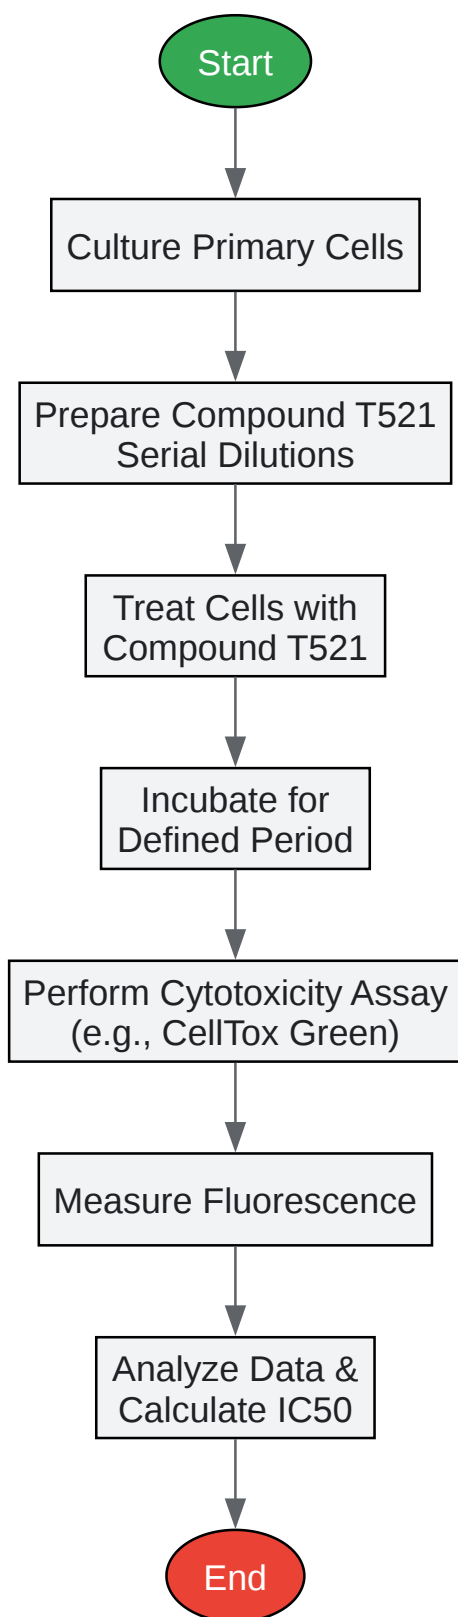 Start
Culture Primary Cells
Prepare Compound T521
Serial Dilutions
Treat Cells with
Compound T521
Incubate for
Defined Period
Perform Cytotoxicity Assay
(e.g., CellTox Green)
Measure Fluorescence
Analyze Data &
Calculate IC50
End